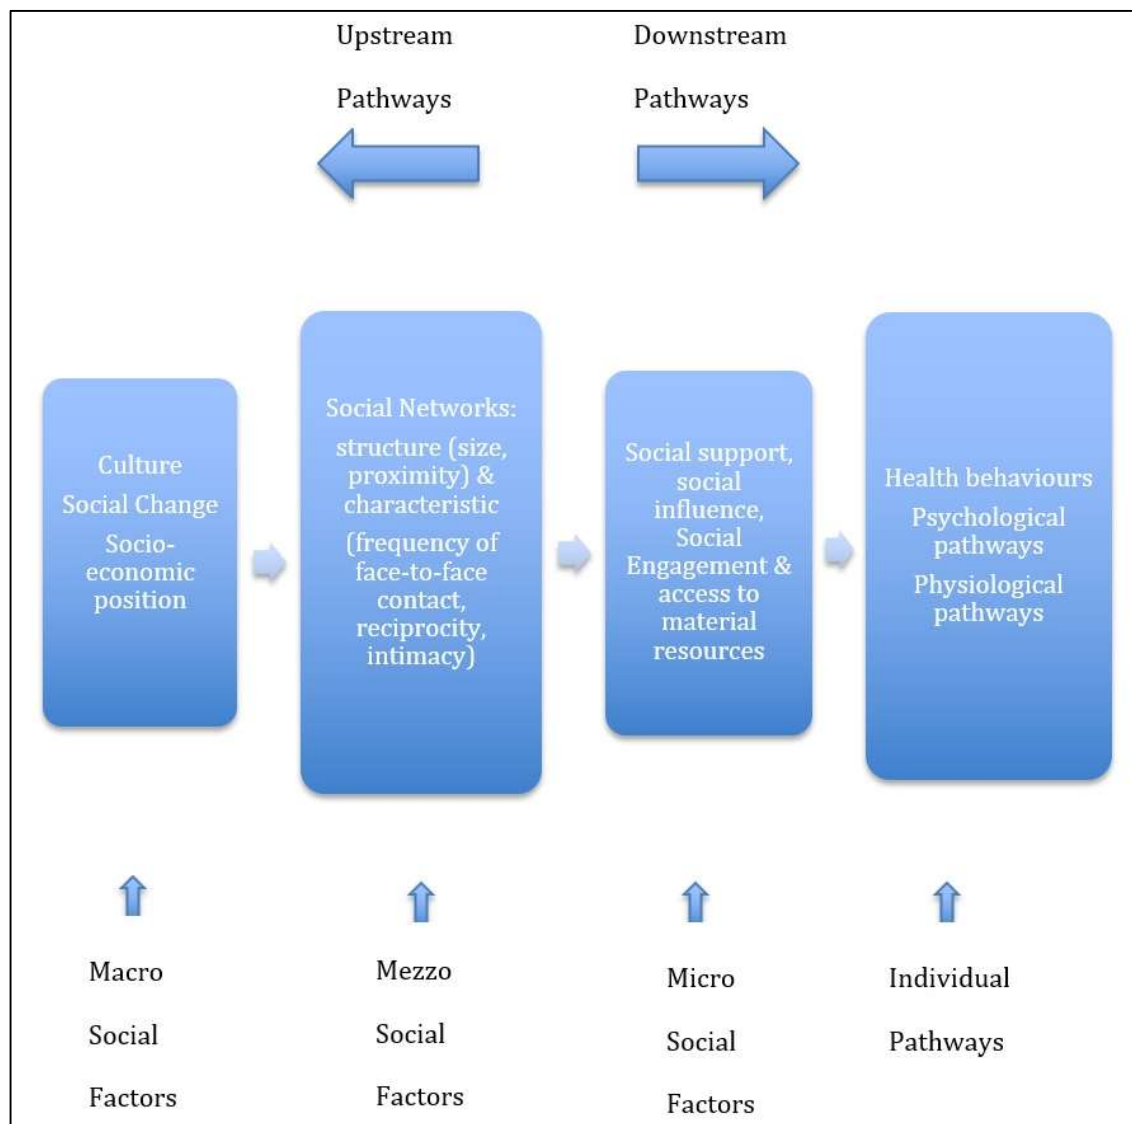 Upstream
Pathways
Downstream
Pathways
Culture
Social Change
Socio-
economic
position
Social Networks:
structure (size,
proximity) &
characteristic
(frequency of
face-to-face
contact,
reciprocity,
intimacy)
Social support,
social
influence,
Social
Engagement &
access to
material
resources
Health behaviours
Psychological
pathways
Physiological
pathways
Macro
Social
Factors
Mezzo
Social
Factors
Micro
Social
Factors
Individual
Pathways